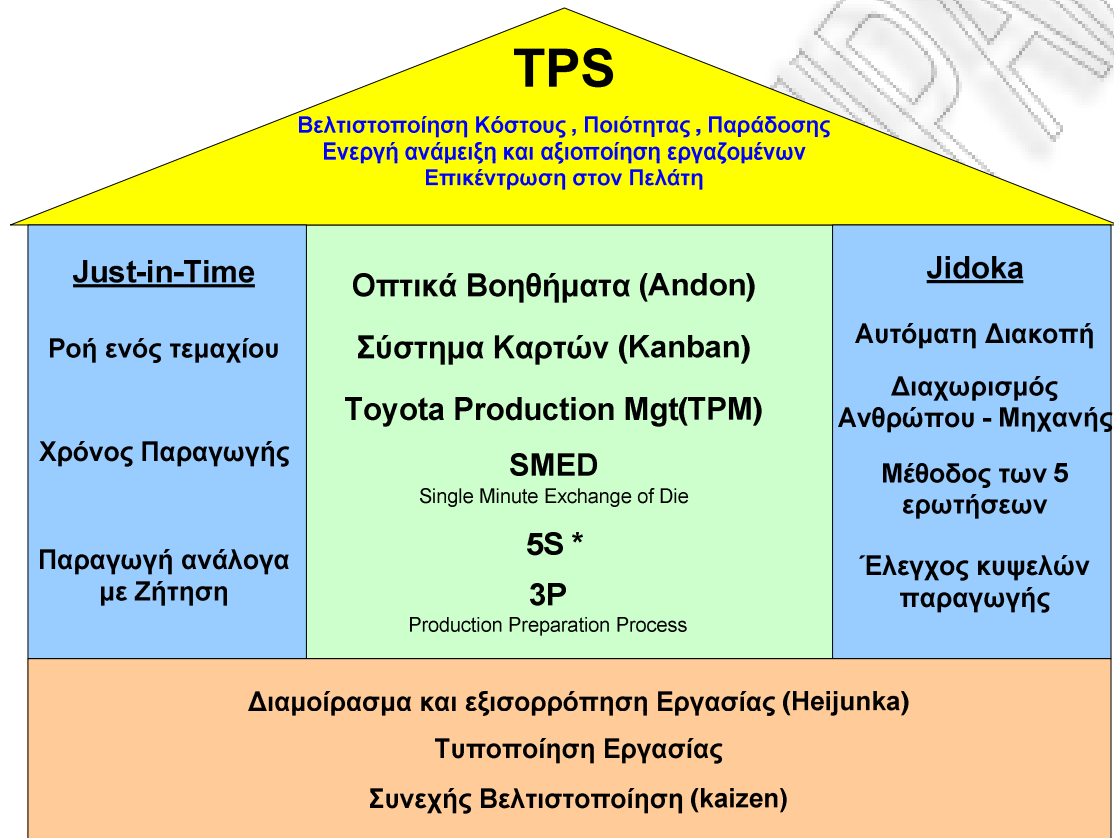 TPS
Βελτιστοποίηση Κόστους , Ποιότητας , Παράδοσης
Ενεργή ανάμειξη και αξιοποίηση εργαζομένων
Επικέντρωση στον Πελάτη
Just-in-Time
Ροή ενός τεμαχίου
Χρόνος Παραγωγής
Παραγωγή ανάλογα
με Ζήτηση
Οπτικά Βοηθήματα (Andon)
Σύστημα Καρτών (Kanban)
Toyota Production Mgt(TPM)
SMED
Single Minute Exchange of Die
5S *
3P
Production Preparation Process
Jidoka
Αυτόματη Διακοπή
Διαχωρισμός
Ανθρώπου - Μηχανής
Μέθοδος των 5
ερωτήσεων
Έλεγχος κυψελών
παραγωγής
Διαμοίρασμα και εξισορρόπηση Εργασίας (Heijunka)
Τυποποίηση Εργασίας
Συνεχής Βελτιστοποίηση (kaizen)